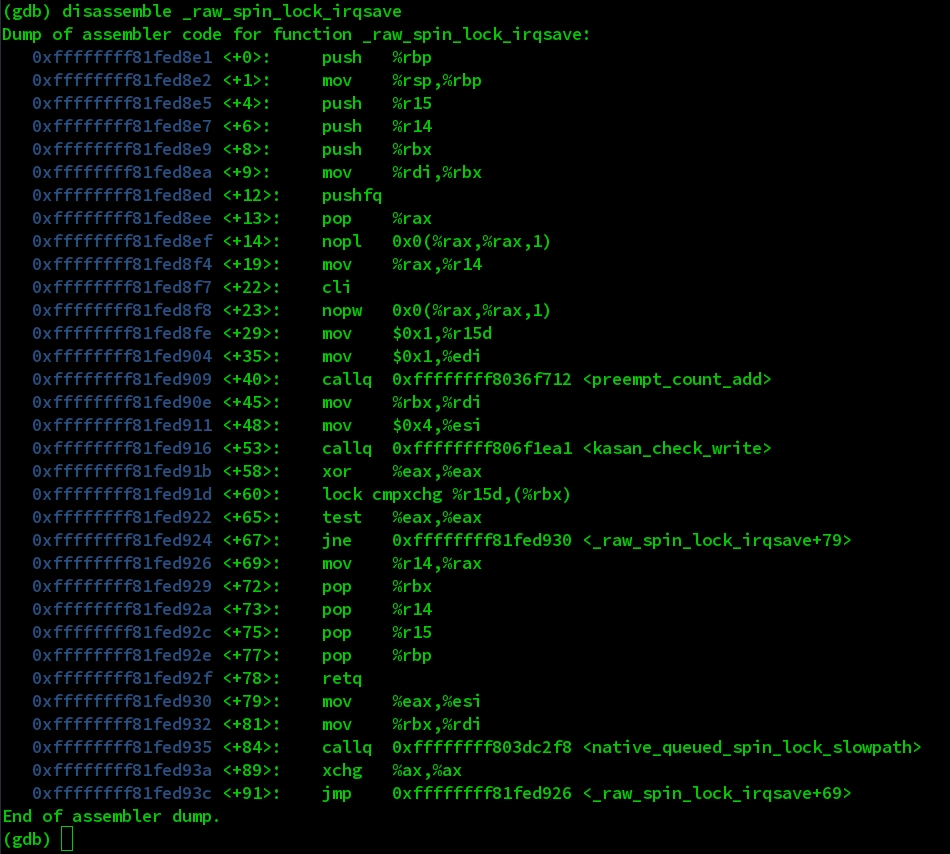 (gdb) disassemble _raw_spin_lock_irqsave
Dump of assembler code for function _raw_spin_lock_irqsave:
   0xffffffff81fed8e1 <+0>:     push   %rbp
   0xffffffff81fed8e2 <+1>:     mov    %rsp,%rbp
   0xffffffff81fed8e5 <+4>:     push   %r15
   0xffffffff81fed8e7 <+6>:     push   %r14
   0xffffffff81fed8e9 <+8>:     push   %rbx
   0xffffffff81fed8ea <+9>:     mov    %rdi,%rbx
   0xffffffff81fed8ed <+12>:    pushfq
   0xffffffff81fed8ee <+13>:    pop    %rax
   0xffffffff81fed8ef <+14>:    nopl   0x0(%rax,%rax,1)
   0xffffffff81fed8f4 <+19>:    mov    %rax,%r14
   0xffffffff81fed8f7 <+22>:    cli
   0xffffffff81fed8f8 <+23>:    nopw   0x0(%rax,%rax,1)
   0xffffffff81fed8fe <+29>:    mov    $0x1,%r15d
   0xffffffff81fed904 <+35>:    mov    $0x1,%edi
   0xffffffff81fed909 <+40>:    callq  0xffffffff8036f712 <preempt_count_add>
   0xffffffff81fed90e <+45>:    mov    %rbx,%rdi
   0xffffffff81fed911 <+48>:    mov    $0x4,%esi
   0xffffffff81fed916 <+53>:    callq  0xffffffff806f1ea1 <kasan_check_write>
   0xffffffff81fed91b <+58>:    xor    %eax,%eax
   0xffffffff81fed91d <+60>:    lock cmpxchg %r15d,(%rbx)
   0xffffffff81fed922 <+65>:    test   %eax,%eax
   0xffffffff81fed924 <+67>:    jne    0xffffffff81fed930 <_raw_spin_lock_irqsave+79>
   0xffffffff81fed926 <+69>:    mov    %r14,%rax
   0xffffffff81fed929 <+72>:    pop    %rbx
   0xffffffff81fed92a <+73>:    pop    %r14
   0xffffffff81fed92c <+75>:    pop    %r15
   0xffffffff81fed92e <+77>:    pop    %rbp
   0xffffffff81fed92f <+78>:    retq
   0xffffffff81fed930 <+79>:    mov    %eax,%esi
   0xffffffff81fed932 <+81>:    mov    %rbx,%rdi
   0xffffffff81fed935 <+84>:    callq  0xffffffff803dc2f8 <native_queued_spin_lock_slowpath>
   0xffffffff81fed93a <+89>:    xchg   %ax,%ax
   0xffffffff81fed93c <+91>:    jmp    0xffffffff81fed926 <_raw_spin_lock_irqsave+69>
End of assembler dump.
(gdb)